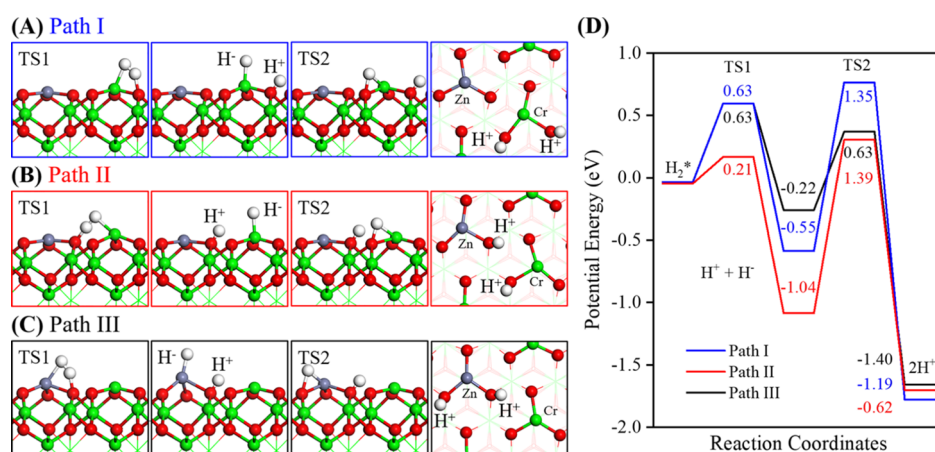 (A) Path I
TS1
H-
H+
TS2
Zn
Cr
H+
H+
(B) Path II
TS1
H+
H-
TS2
Zn
H+
Cr
(C) Path III
TS1
H-
H+
TS2
Zn
H+
H+
Cr
(D)
Potential Energy (eV)
1.0
0.5
0.0
-0.5
-1.0
-1.5
-2.0
TS1
TS2
0.63
0.63
1.35
H2*
0.21
0.63
1.39
-0.22
-0.55
H+ + H-
-1.04
Path I
Path II
Path III
-1.40
-1.19
-0.62
2H+
Reaction Coordinates